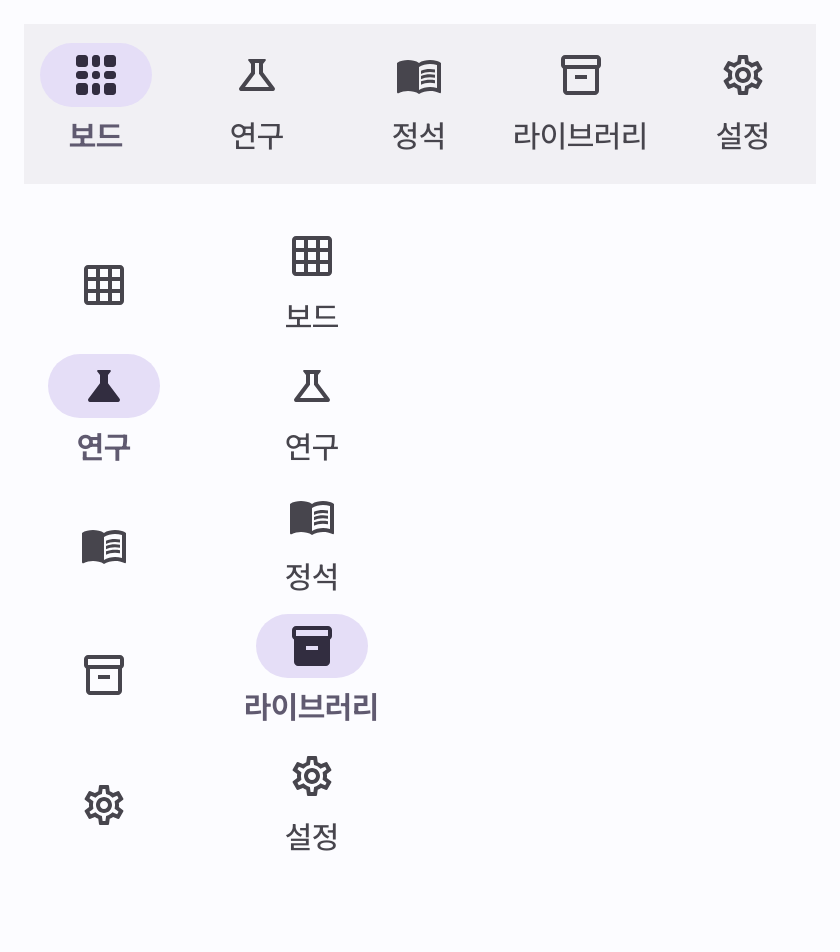 보드 연구 정석 라이브러리 설정
보드
연구 연구
정석
라이브러리
설정